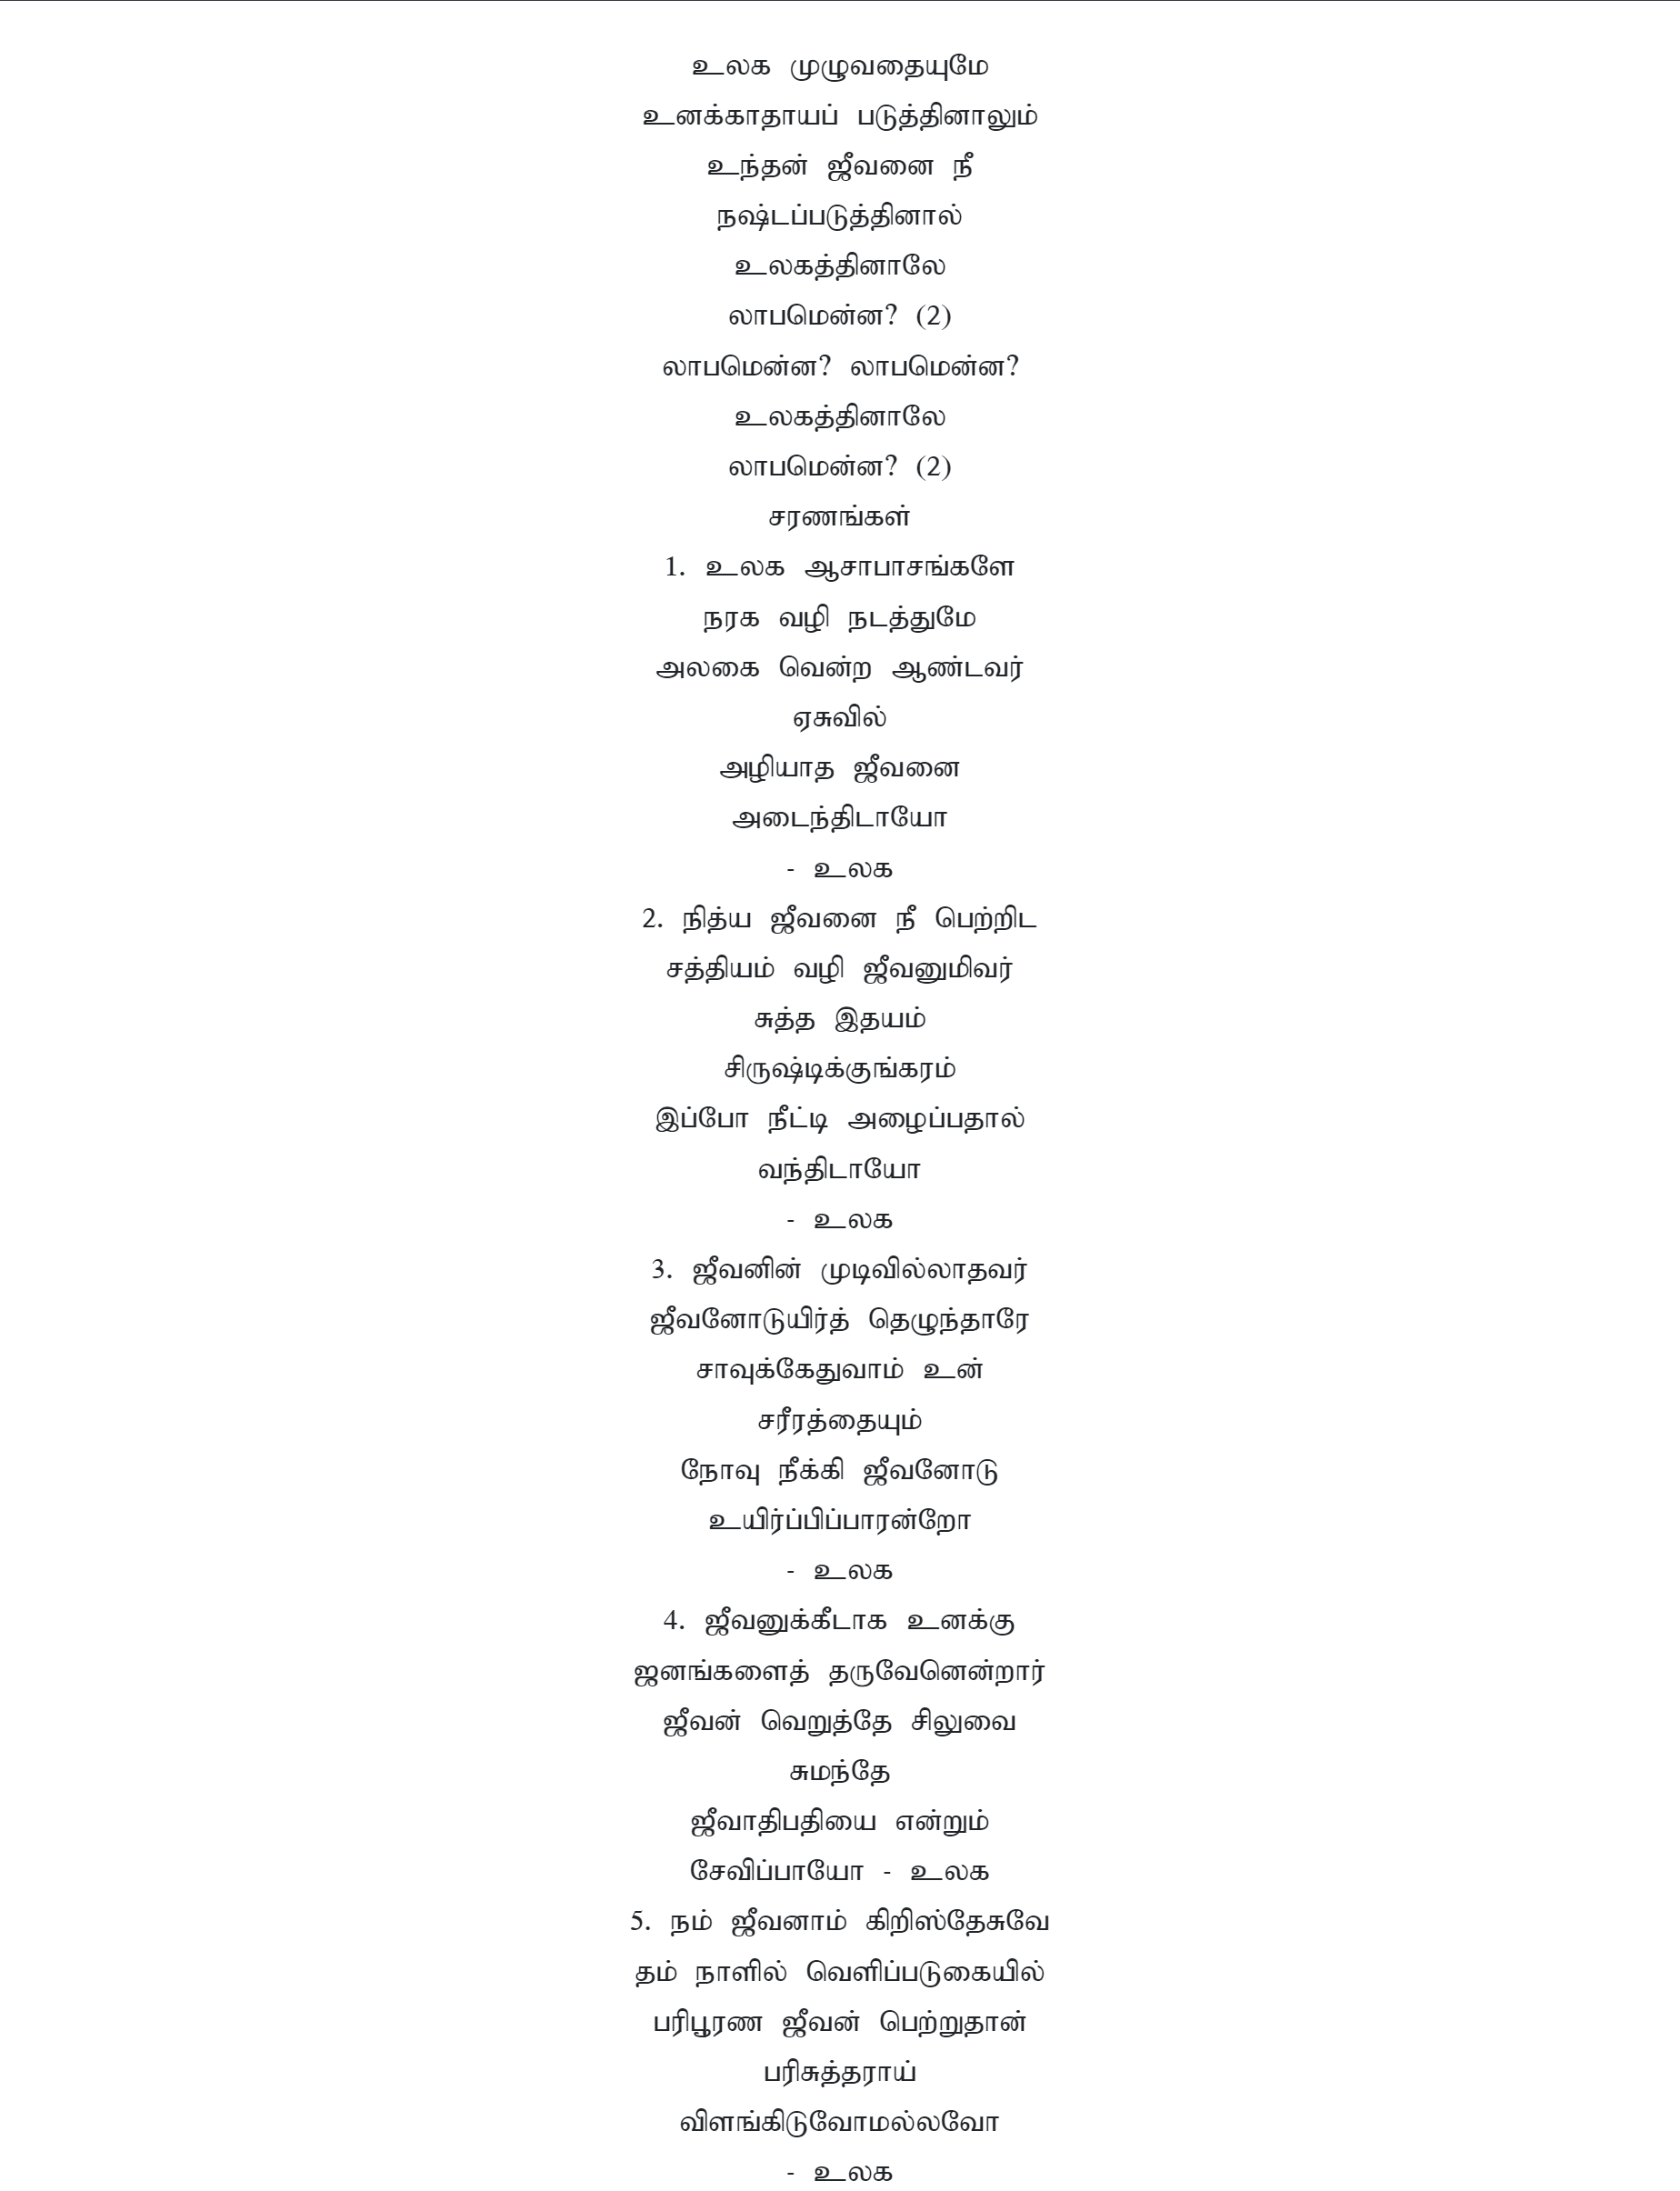 உலக முழுவதையுமே
உனக்காதாயப் படுத்தினாலும்
உந்தன் ஜீவனை நீ
நஷ்டப்படுத்தினால்
உலகத்தினாலே
லாபமென்ன? (2)
லாபமென்ன? லாபமென்ன?
உலகத்தினாலே
லாபமென்ன? (2)
சரணங்கள்
1. உலக ஆசாபாசங்களே
நரக வழி நடத்துமே
அலகை வென்ற ஆண்டவர்
ஏசுவில்
அழியாத ஜீவனை
அடைந்திடாயோ
- உலக
2. நித்ய ஜீவனை நீ பெற்றிட
சத்தியம் வழி ஜீவனுமிவர்
சுத்த இதயம்
சிருஷ்டிக்குங்கரம்
இப்போ நீட்டி அழைப்பதால்
வந்திடாயோ
- உலக
3. ஜீவனின் முடிவில்லாதவர்
ஜீவனோடுயிர்த் தெழுந்தாரே
சாவுக்கேதுவாம் உன்
சரீரத்தையும்
நோவு நீக்கி ஜீவனோடு
உயிர்ப்பிப்பாரன்றோ
- உலக
4. ஜீவனுக்கீடாக உனக்கு
ஜனங்களைத் தருவேனென்றார்
ஜீவன் வெறுத்தே சிலுவை
சுமந்தே
ஜீவாதிபதியை என்றும்
சேவிப்பாயோ - உலக
5. நம் ஜீவனாம் கிறிஸ்தேசுவே
தம் நாளில் வெளிப்படுகையில்
பரிபூரண ஜீவன் பெற்றுதான்
பரிசுத்தராய்
விளங்கிடுவோமல்லவோ
- உலக